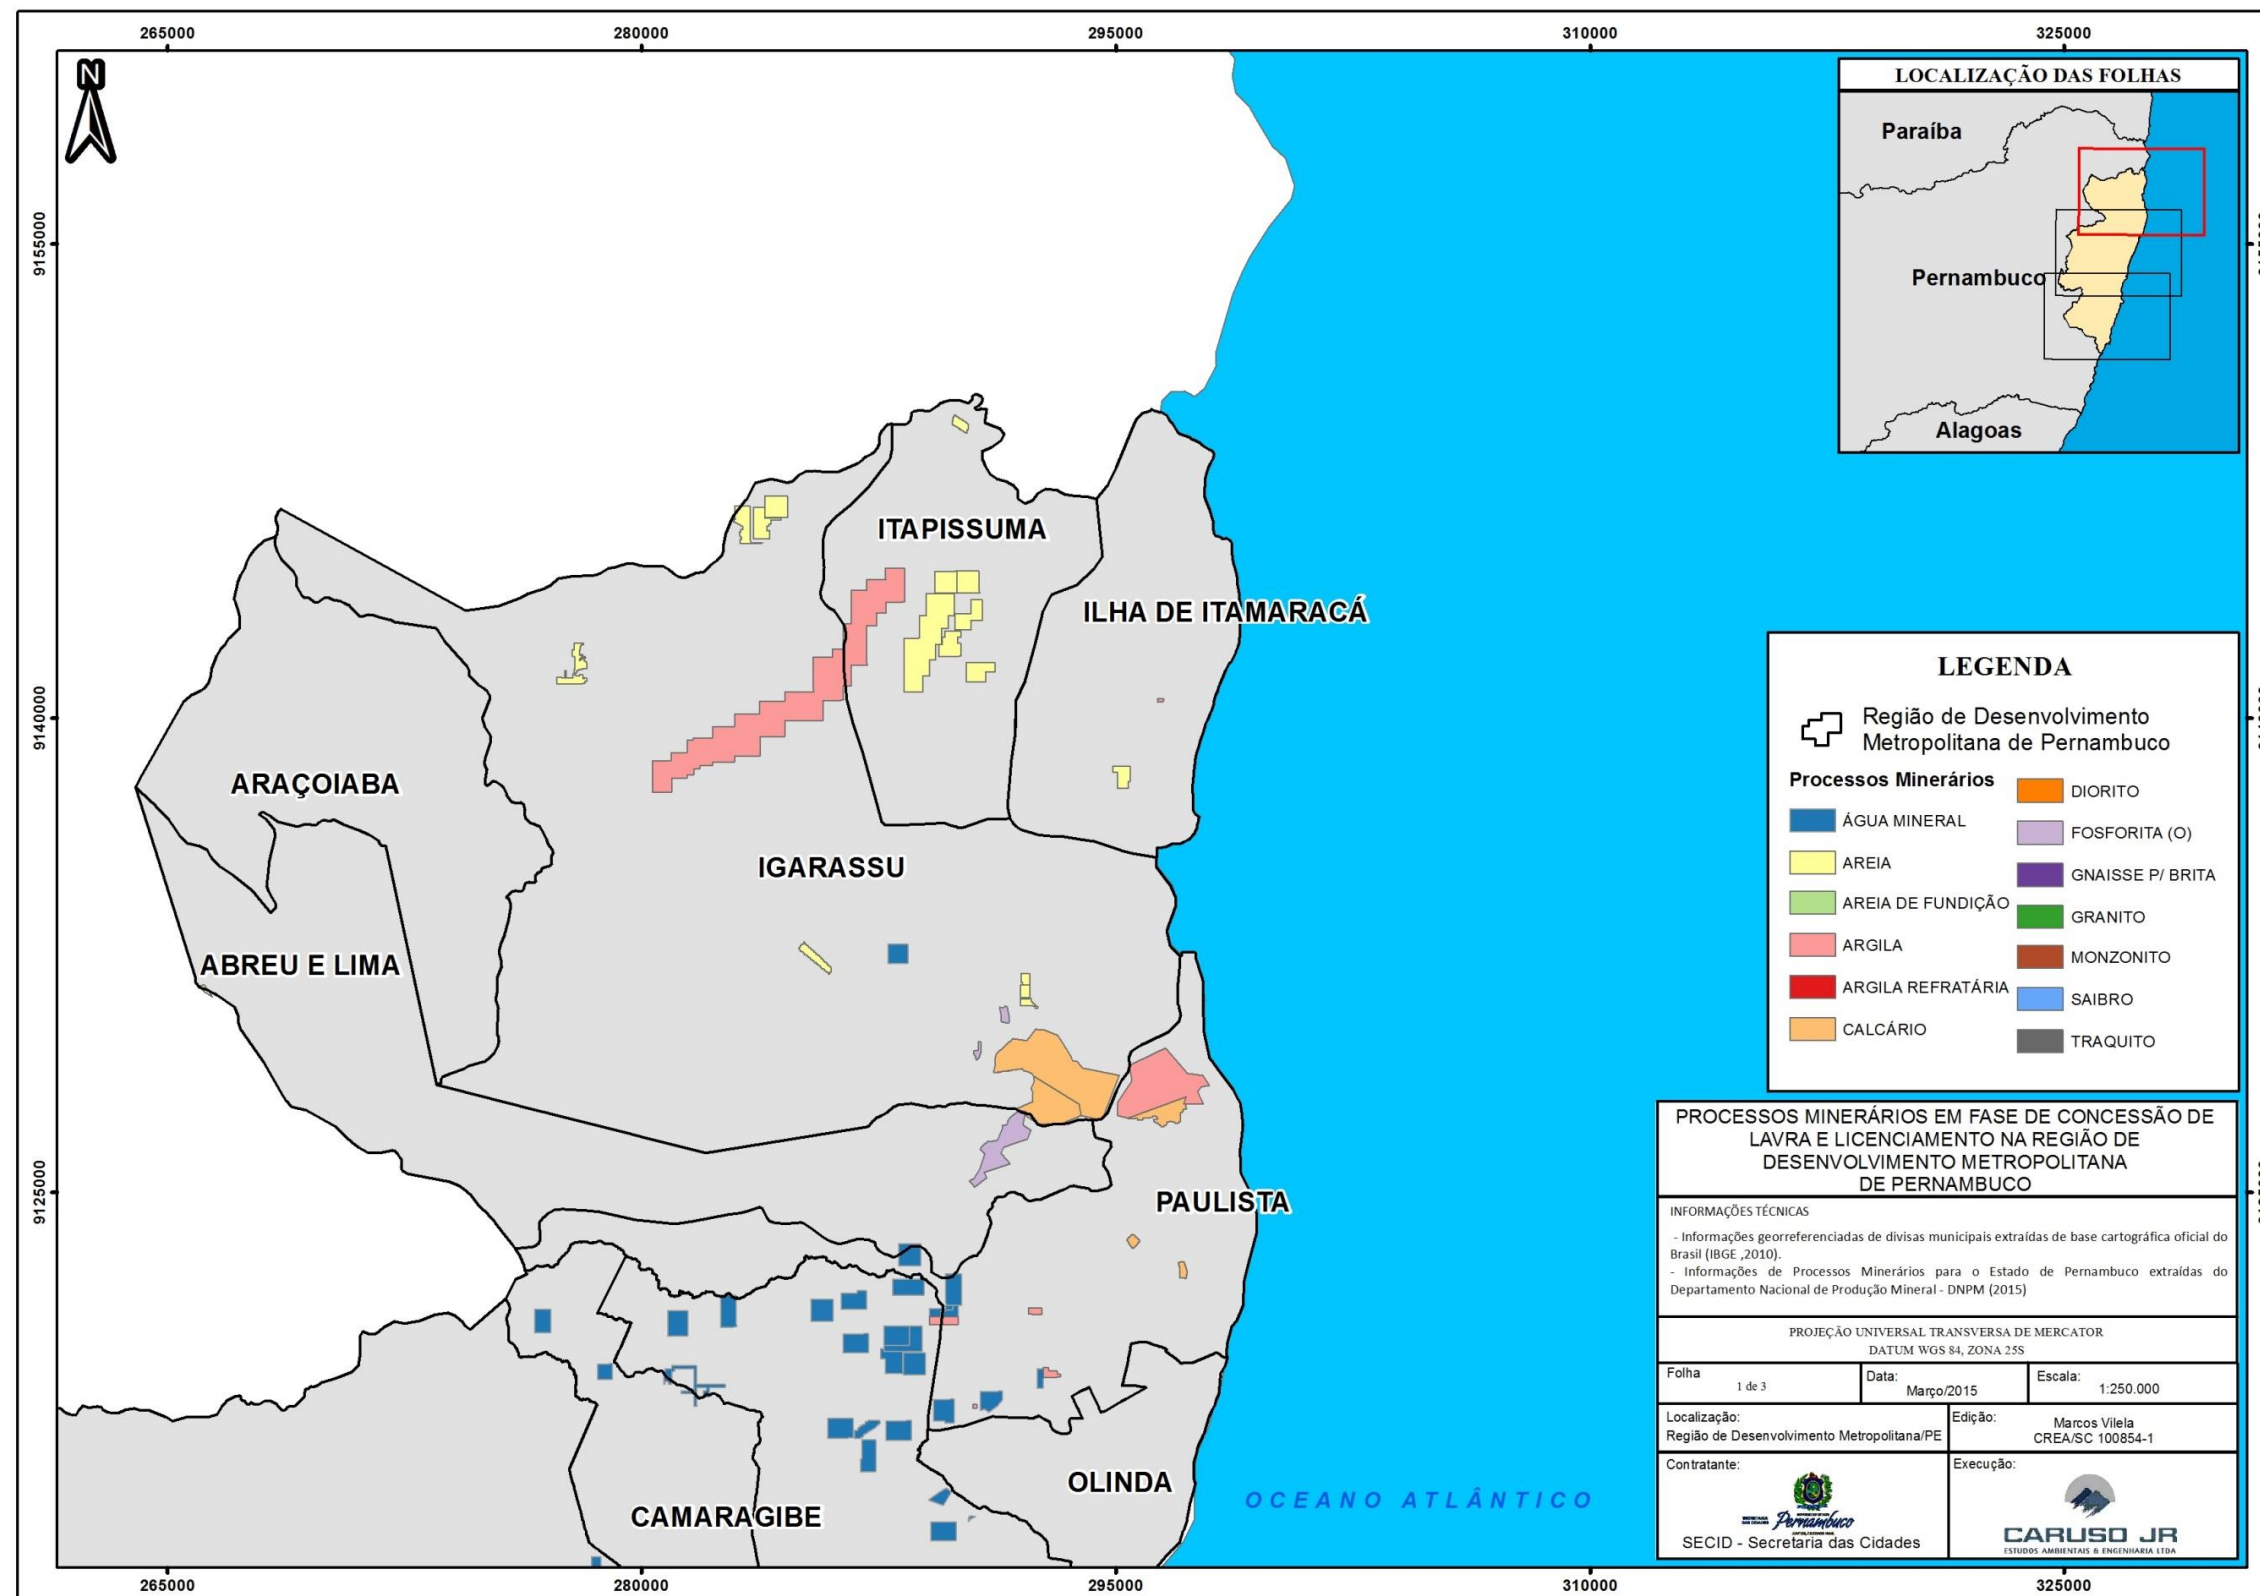 265000
280000
295000
310000
325000
N
LOCALIZAÇÃO DAS FOLHAS
Paraíba
Pernambuco
Alagoas
9155000
9140000
9125000
ITAPISSUMA
ILHA DE ITAMARACÁ
ARAÇOIABA
IGARASSU
ABREU E LIMA
PAULISTA
OLINDA
CAMARAGIBE
OCEANO ATLÂNTICO
LEGENDA
Região de Desenvolvimento
Metropolitana de Pernambuco
Processos Minerários
ÁGUA MINERAL
AREIA
AREIA DE FUNDIÇÃO
ARGILA
ARGILA REFRATÁRIA
CALCÁRIO
DIORITO
FOSFORITA (O)
GNAISSE P/ BRITA
GRANITO
MONZONITO
SAIBRO
TRAQUITO
PROCESSOS MINERÁRIOS EM FASE DE CONCESSÃO DE
LAVRA E LICENCIAMENTO NA REGIÃO DE
DESENVOLVIMENTO METROPOLITANA
DE PERNAMBUCO
INFORMAÇÕES TÉCNICAS
- Informações georreferenciadas de divisas municipais extraídas de base cartográfica oficial do
Brasil (IBGE ,2010).
- Informações de Processos Minerários para o Estado de Pernambuco extraídas do
Departamento Nacional de Produção Mineral - DNPM (2015)
PROJEÇÃO UNIVERSAL TRANSVERSA DE MERCATOR
DATUM WGS 84, ZONA 25S
Folha
1 de 3
Data:
Março/2015
Escala:
1:250.000
Localização:
Região de Desenvolvimento Metropolitana/PE
Edição:
Marcos Vilela
CREA/SC 100854-1
Contratante:
Pernambuco
SECID - Secretaria das Cidades
Execução:
CARUSO JR
ESTUDOS AMBIENTAIS & ENGENHARIA LTDA
265000
280000
295000
310000
325000